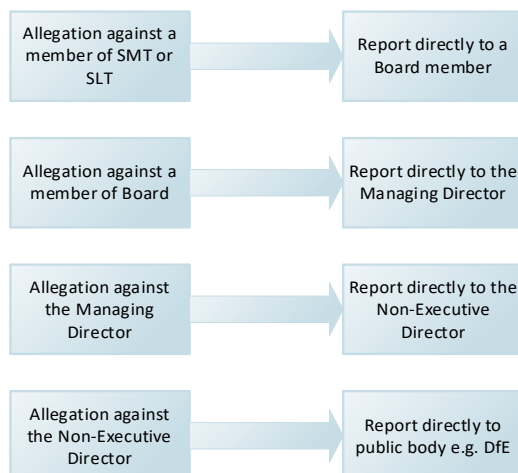 Allegation against a
member of SMT or
SLT
Report directly to a
Board member
Allegation against a
member of Board
Report directly to the
Managing Director
Allegation against
the Managing
Director
Report directly to the
Non-Executive
Director
Allegation against
the Non-Executive
Director
Report directly to
public body e.g. DfE